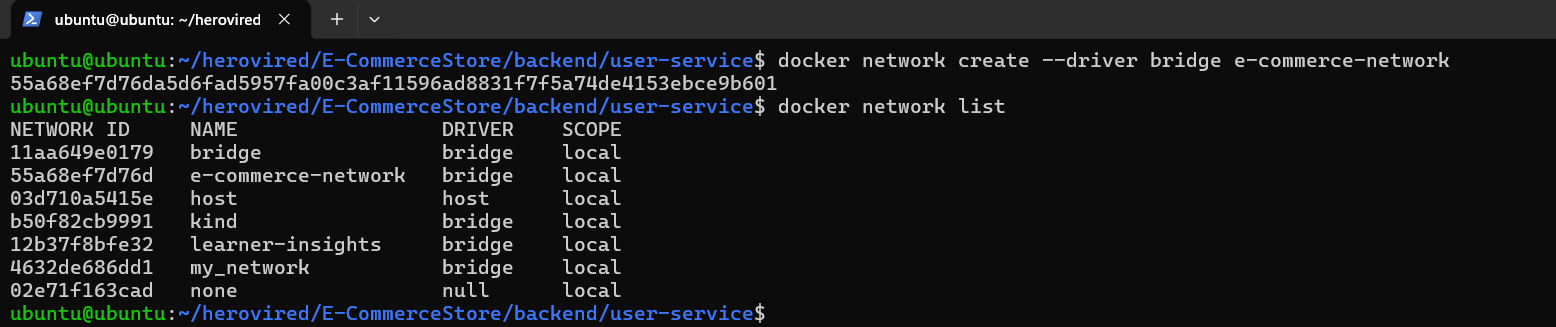 ubuntu@ubuntu: ~/herovired
ubuntu@ubuntu:~/herovired/E-CommerceStore/backend/user-service$ docker network create --driver bridge e-commerce-network
55a68ef7d76da5d6fad5957fa00c3af11596ad8831f7f5a74de4153ebce9b601
ubuntu@ubuntu:~/herovired/E-CommerceStore/backend/user-service$ docker network list
NETWORK ID     NAME                 DRIVER    SCOPE
11aa649e0179   bridge               bridge    local
55a68ef7d76d   e-commerce-network   bridge    local
03d710a5415e   host                 host      local
b50f82cb9991   kind                 bridge    local
12b37f8bfe32   learner-insights     bridge    local
4632de686dd1   my_network           bridge    local
02e71f163cad   none                 null      local
ubuntu@ubuntu:~/herovired/E-CommerceStore/backend/user-service$